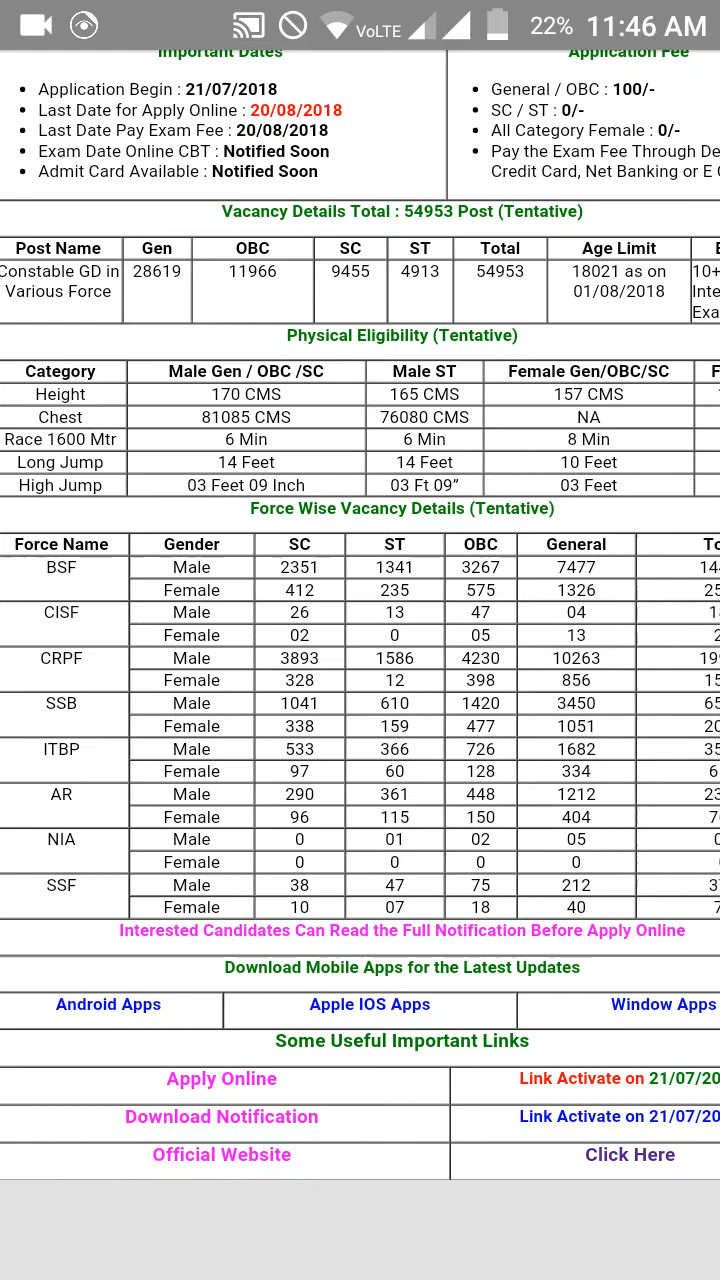 VoLTE 22% 11:46 AM
Important Dates
Application Fee
• Application Begin : 21/07/2018
• Last Date for Apply Online : 20/08/2018
• Last Date Pay Exam Fee : 20/08/2018
• Exam Date Online CBT : Notified Soon
• Admit Card Available : Notified Soon
• General / OBC : 100/-
• SC / ST : 0/-
• All Category Female : 0/-
• Pay the Exam Fee Through De
Credit Card, Net Banking or E
Vacancy Details Total : 54953 Post (Tentative)
Post Name Gen OBC SC ST Total Age Limit E
Constable GD in Various Force 28619 11966 9455 4913 54953 18021 as on 01/08/2018 10+ Inte Exa
Physical Eligibility (Tentative)
Category Male Gen / OBC /SC Male ST Female Gen/OBC/SC F
Height 170 CMS 165 CMS 157 CMS
Chest 81085 CMS 76080 CMS NA
Race 1600 Mtr 6 Min 6 Min 8 Min
Long Jump 14 Feet 14 Feet 10 Feet
High Jump 03 Feet 09 Inch 03 Ft 09” 03 Feet
Force Wise Vacancy Details (Tentative)
Force Name Gender SC ST OBC General To
BSF Male 2351 1341 3267 7477 144
Female 412 235 575 1326 25
CISF Male 26 13 47 04 1
Female 02 0 05 13 2
CRPF Male 3893 1586 4230 10263 199
Female 328 12 398 856 15
SSB Male 1041 610 1420 3450 65
Female 338 159 477 1051 20
ITBP Male 533 366 726 1682 35
Female 97 60 128 334 6
AR Male 290 361 448 1212 23
Female 96 115 150 404 7
NIA Male 0 01 02 05 0
Female 0 0 0 0
SSF Male 38 47 75 212 3
Female 10 07 18 40 7
Interested Candidates Can Read the Full Notification Before Apply Online
Download Mobile Apps for the Latest Updates
Android Apps Apple IOS Apps Window Apps
Some Useful Important Links
Apply Online Link Activate on 21/07/20
Download Notification Link Activate on 21/07/20
Official Website Click Here